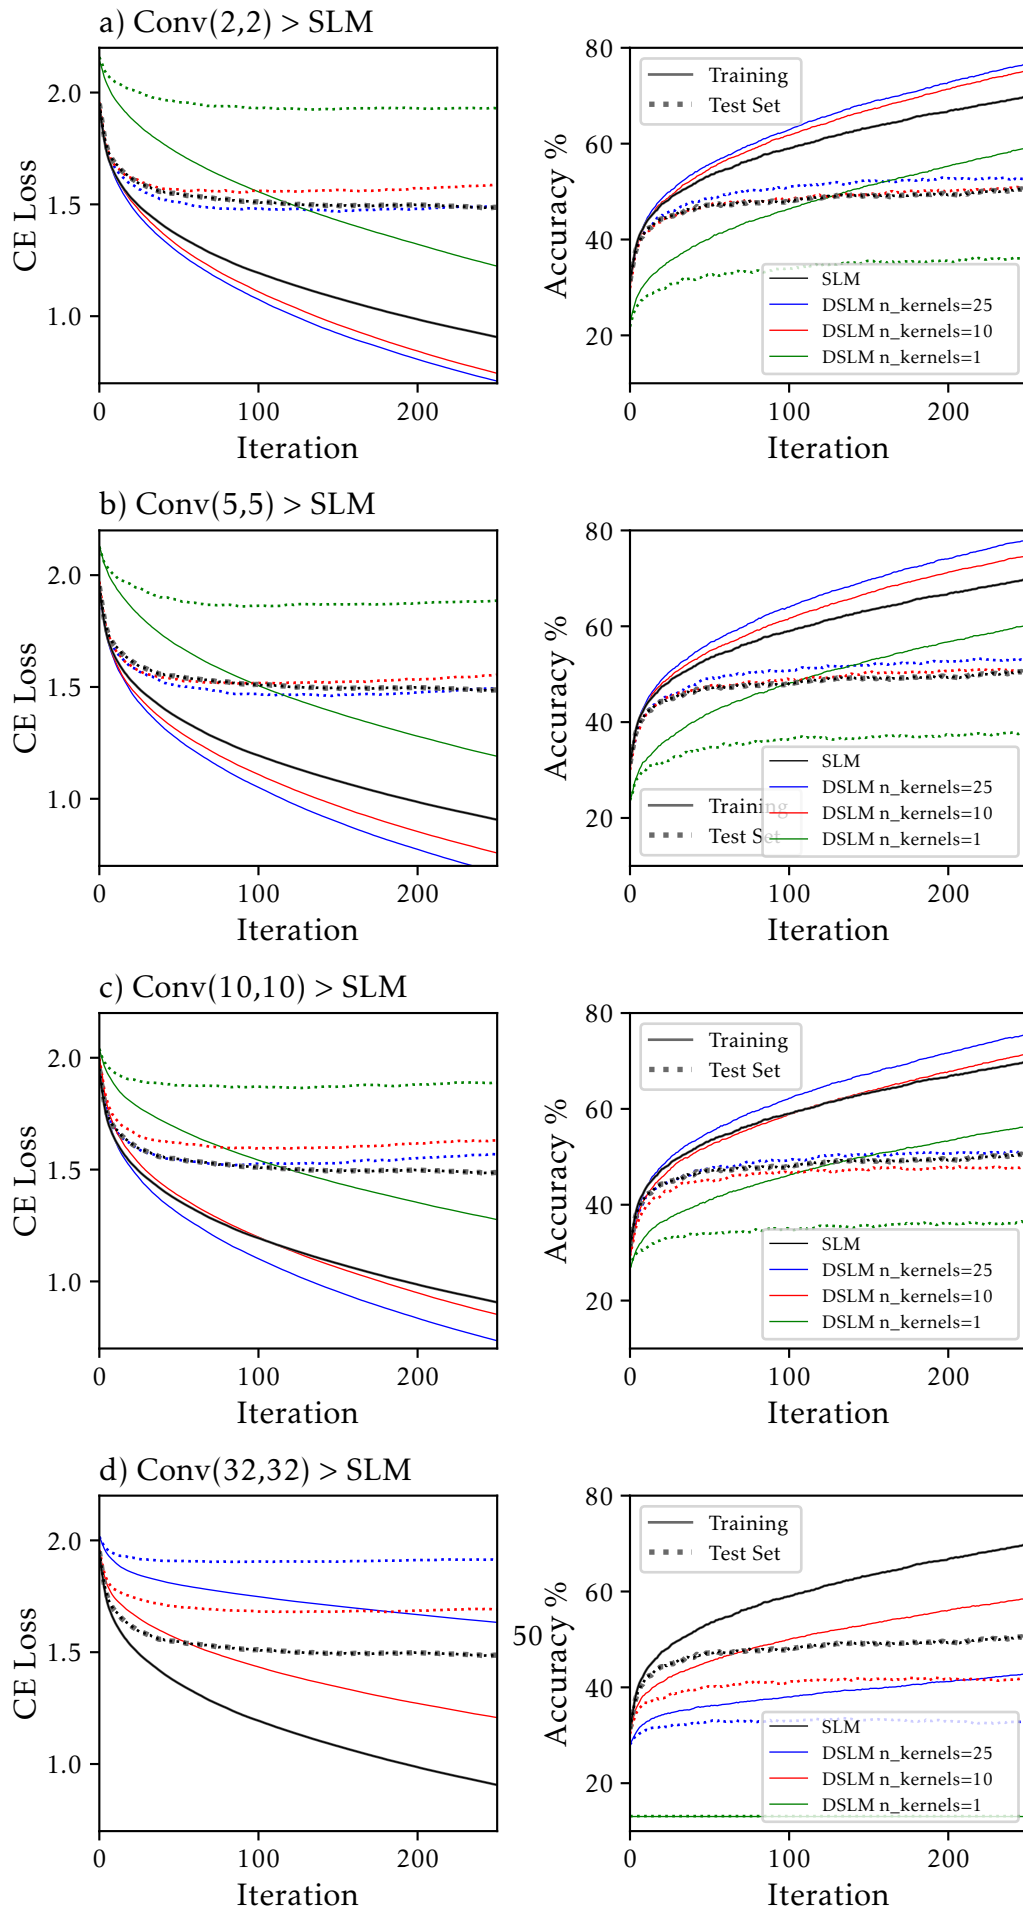 a) Conv(2,2) > SLM
CE Loss
2.0
1.5
1.0
0
100
200
Iteration
Accuracy %
80
60
40
20
Training
Test Set
SLM
DSLM n_kernels=25
DSLM n_kernels=10
DSLM n_kernels=1
0
100
200
Iteration
b) Conv(5,5) > SLM
CE Loss
2.0
1.5
1.0
0
100
200
Iteration
Accuracy %
80
60
40
20
Training
Test Set
SLM
DSLM n_kernels=25
DSLM n_kernels=10
DSLM n_kernels=1
0
100
200
Iteration
c) Conv(10,10) > SLM
CE Loss
2.0
1.5
1.0
0
100
200
Iteration
Accuracy %
80
60
40
20
Training
Test Set
SLM
DSLM n_kernels=25
DSLM n_kernels=10
DSLM n_kernels=1
0
100
200
Iteration
d) Conv(32,32) > SLM
CE Loss
2.0
1.5
1.0
0
100
200
Iteration
50
Accuracy %
80
60
40
20
Training
Test Set
SLM
DSLM n_kernels=25
DSLM n_kernels=10
DSLM n_kernels=1
0
100
200
Iteration